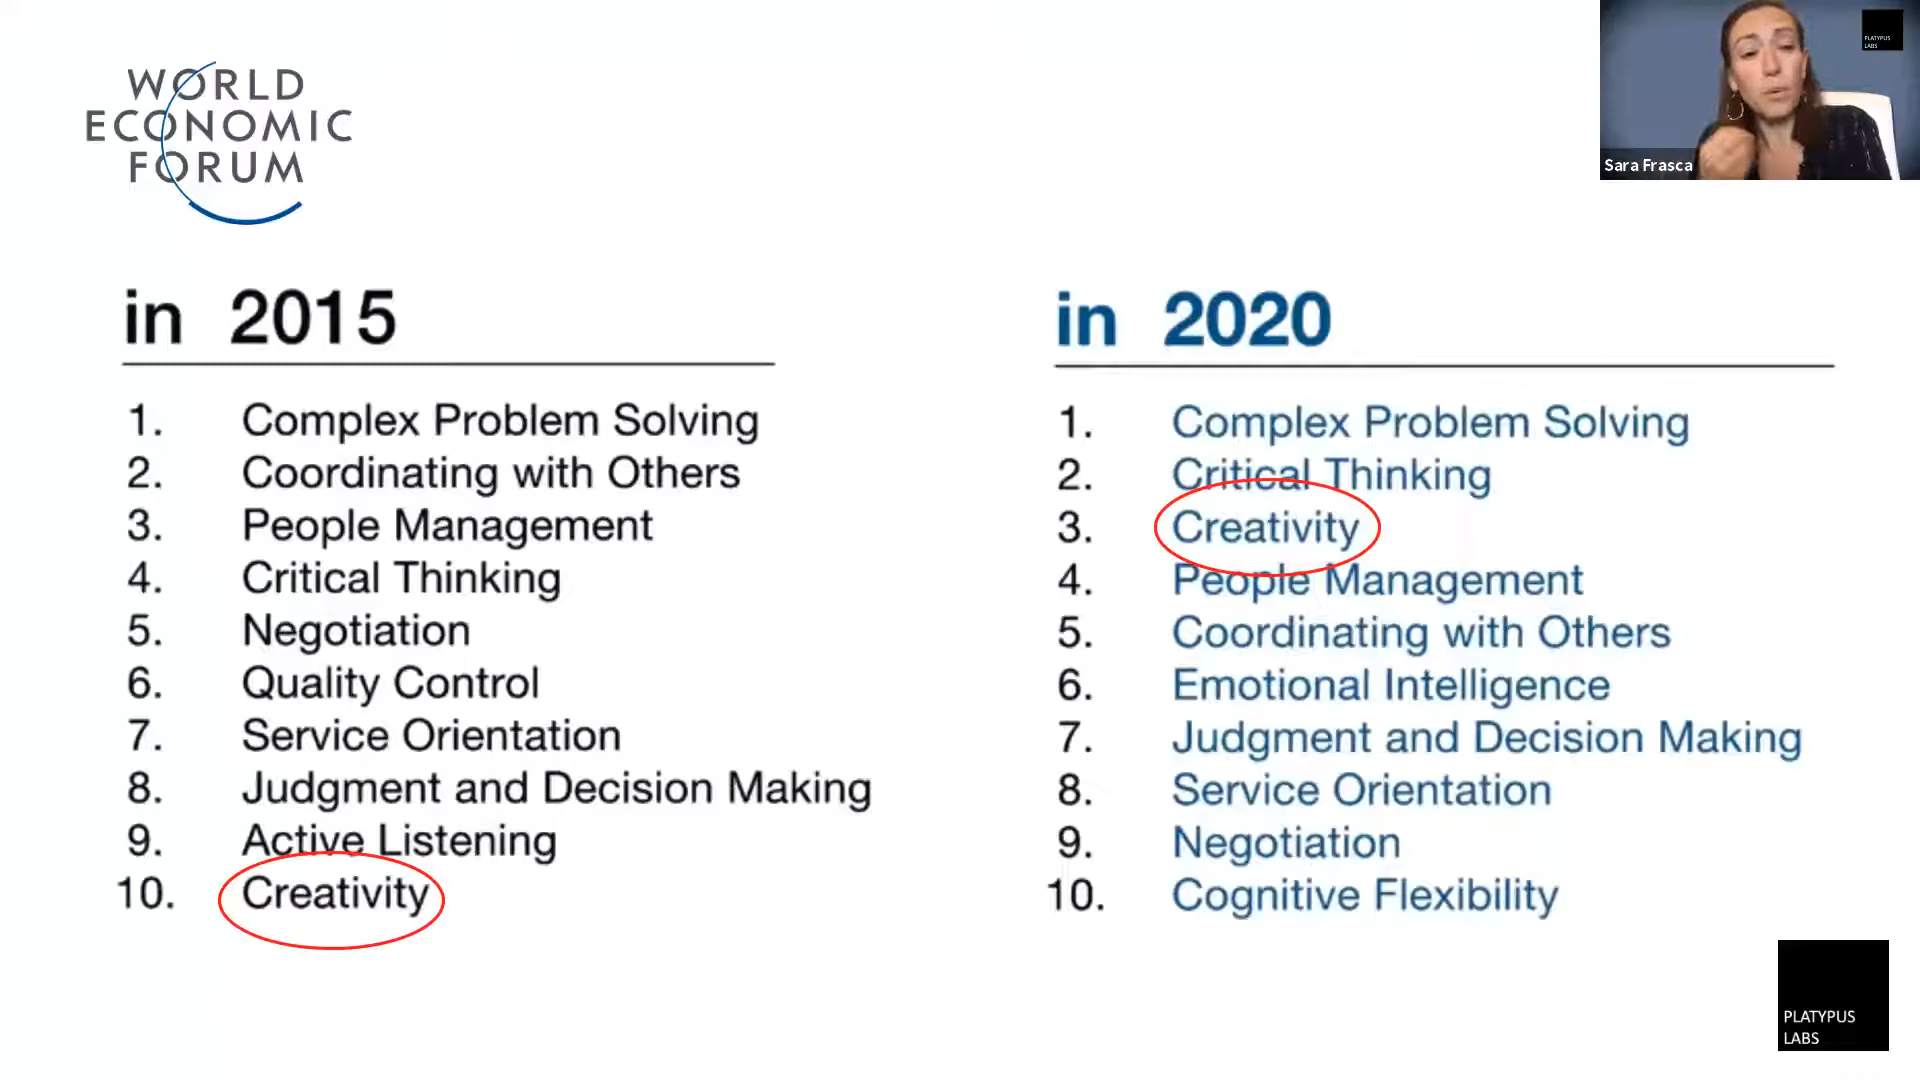 WORLD
ECONOMIC
FORUM
PLATYPUS
LABS
Sara Frasca
in 2015
1. Complex Problem Solving
2. Coordinating with Others
3. People Management
4. Critical Thinking
5. Negotiation
6. Quality Control
7. Service Orientation
8. Judgment and Decision Making
9. Active Listening
10. Creativity
in 2020
1. Complex Problem Solving
2. Critical Thinking
3. Creativity
4. People Management
5. Coordinating with Others
6. Emotional Intelligence
7. Judgment and Decision Making
8. Service Orientation
9. Negotiation
10. Cognitive Flexibility
PLATYPUS
LABS